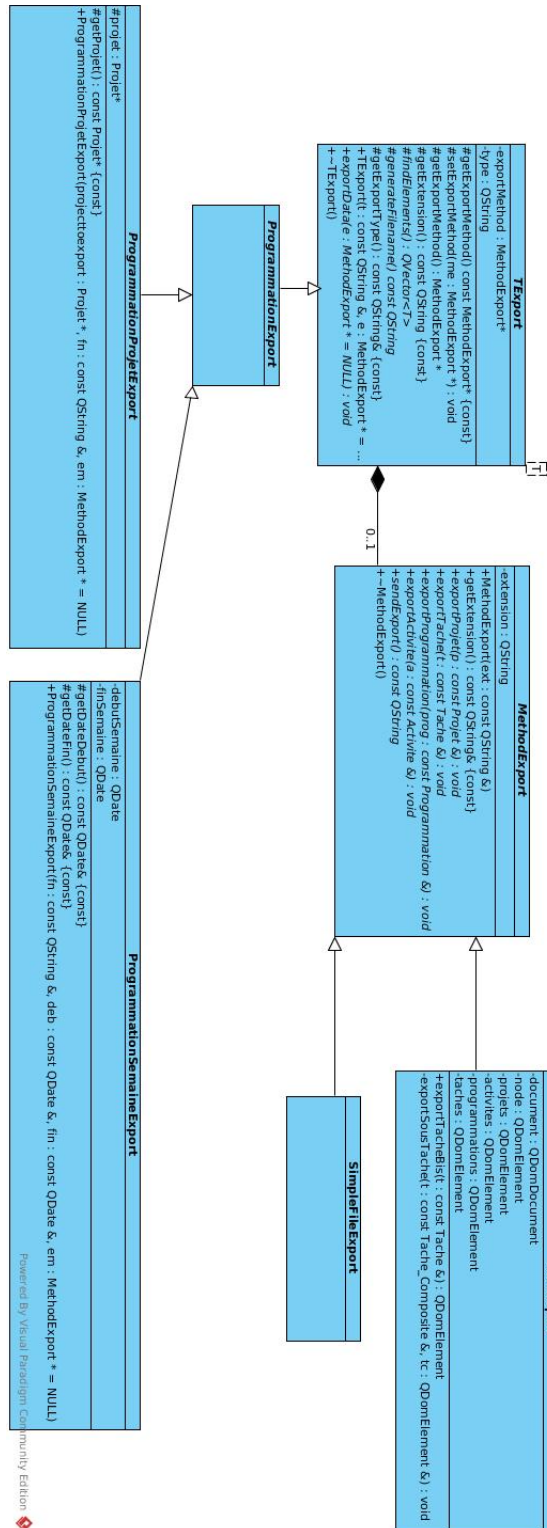 TExport
T
-exportMethod : MethodExport*
-type : QString
#getExportMethod() const MethodExport* {const}
#setExportMethod(me : MethodExport *) : void
#getExportMethod() : MethodExport *
#getExtension() : const QString {const}
#findElements() : QVector<T>
#generateFilename() const QString
#getExportType() : const QString& {const}
+TExport(t : const QString &, e : MethodExport * = ...
+exportData(e : MethodExport * = NULL) : void
+~TExport()
0..1
MethodExport
-extension : QString
+MethodExport(ext : const QString &)
+getExtension() : const QString& {const}
+exportProjet(p : const Projet &) : void
+exportTache(t : const Tache &) : void
+exportProgrammation(prog : const Programmation &) : void
+exportActivite(a : const Activite &) : void
+sendExport() : const QString
+~MethodExport()
-document : QDomDocument
-node : QDomElement
-projets : QDomElement
-activites : QDomElement
-programmations : QDomElement
-taches : QDomElement
+exportTacheBis(t : const Tache &) : QDomElement
-exportSousTache(t : const Tache_Composite &, tc : QDomElement &) : void
SimpleFileExport
ProgrammationExport
ProgrammationProjetExport
#projet : Projet*
#getProjet() : const Projet* {const}
+ProgrammationProjetExport(projecttoexport : Projet *, fn : const QString &, em : MethodExport * = NULL)
ProgrammationSemaineExport
-debutSemaine : QDate
-finSemaine : QDate
#getDateDebut() : const QDate& {const}
#getDateFin() : const QDate& {const}
+ProgrammationSemaineExport(fn : const QString &, deb : const QDate &, fin : const QDate &, em : MethodExport * = NULL)
Powered By Visual Paradigm Community Edition